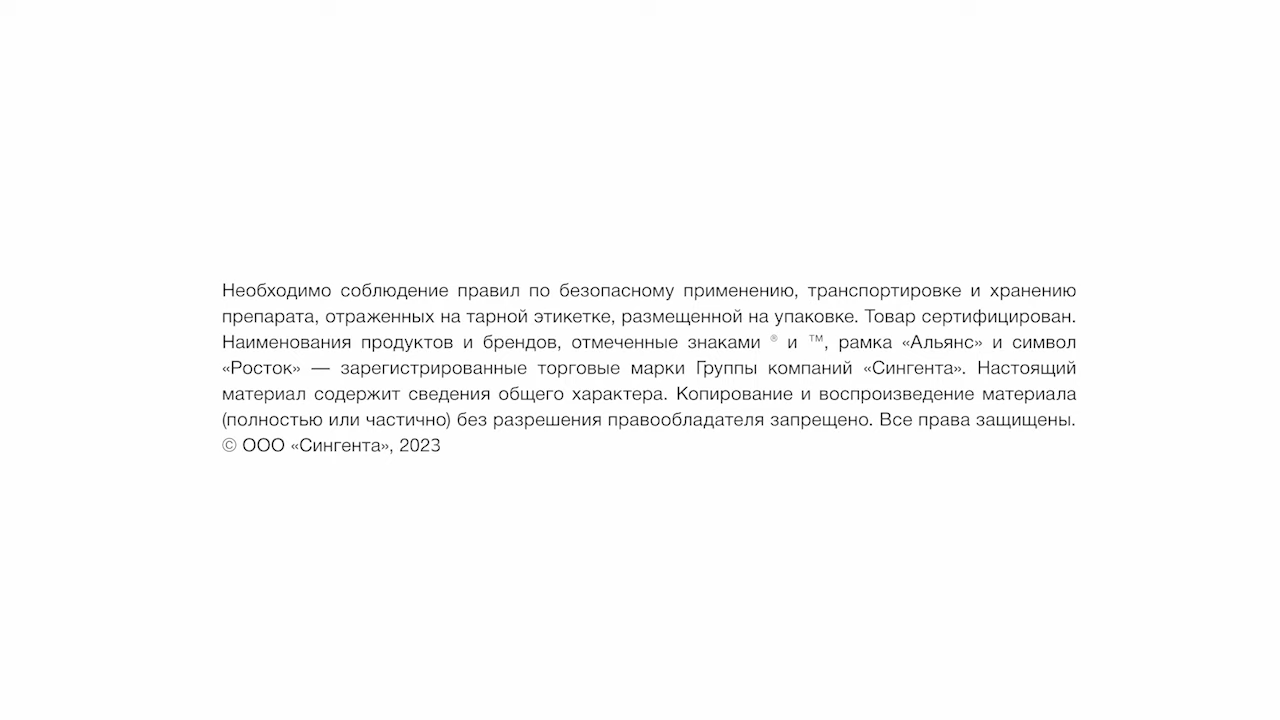 Необходимо соблюдение правил по безопасному применению, транспортировке и хранению
препарата, отраженных на тарной этикетке, размещенной на упаковке. Товар сертифицирован.
Наименования продуктов и брендов, отмеченные знаками ® и ™, рамка «Альянс» и символ
«Росток» — зарегистрированные торговые марки Группы компаний «Сингента». Настоящий
материал содержит сведения общего характера. Копирование и воспроизведение материала
(полностью или частично) без разрешения правообладателя запрещено. Все права защищены.
© ООО «Сингента», 2023